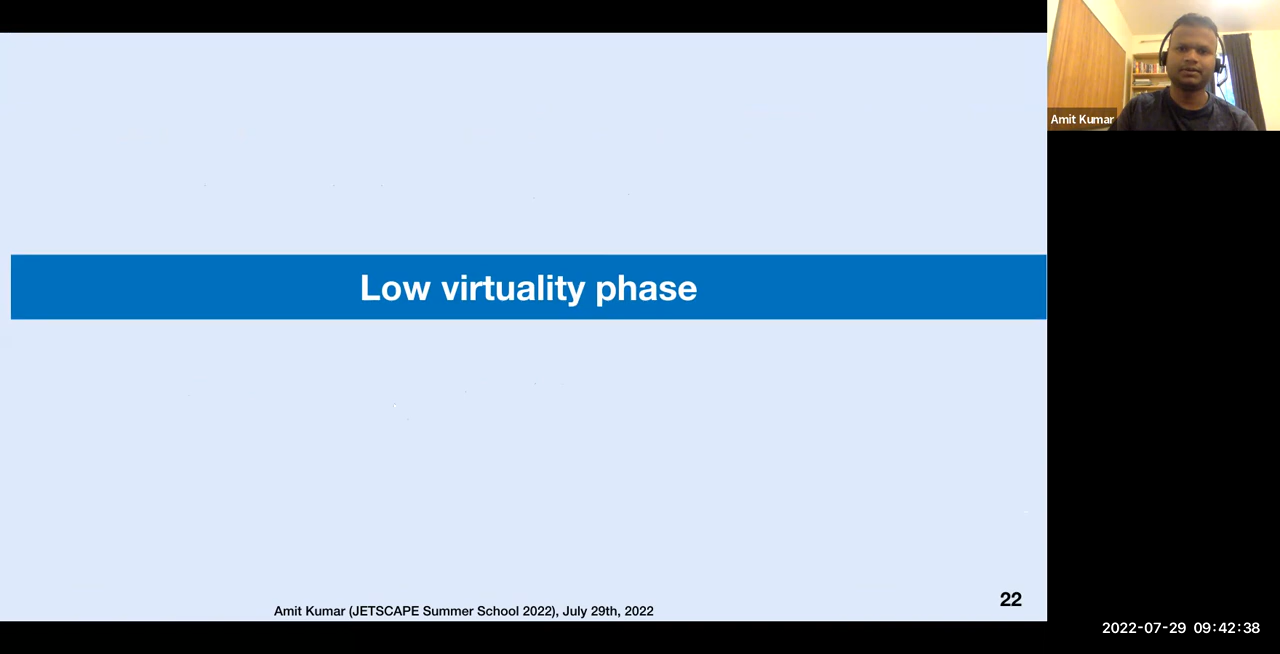 Amit Kumar
Low virtuality phase
Amit Kumar (JETSCAPE Summer School 2022), July 29th, 2022
22
2022-07-29 09:42:38